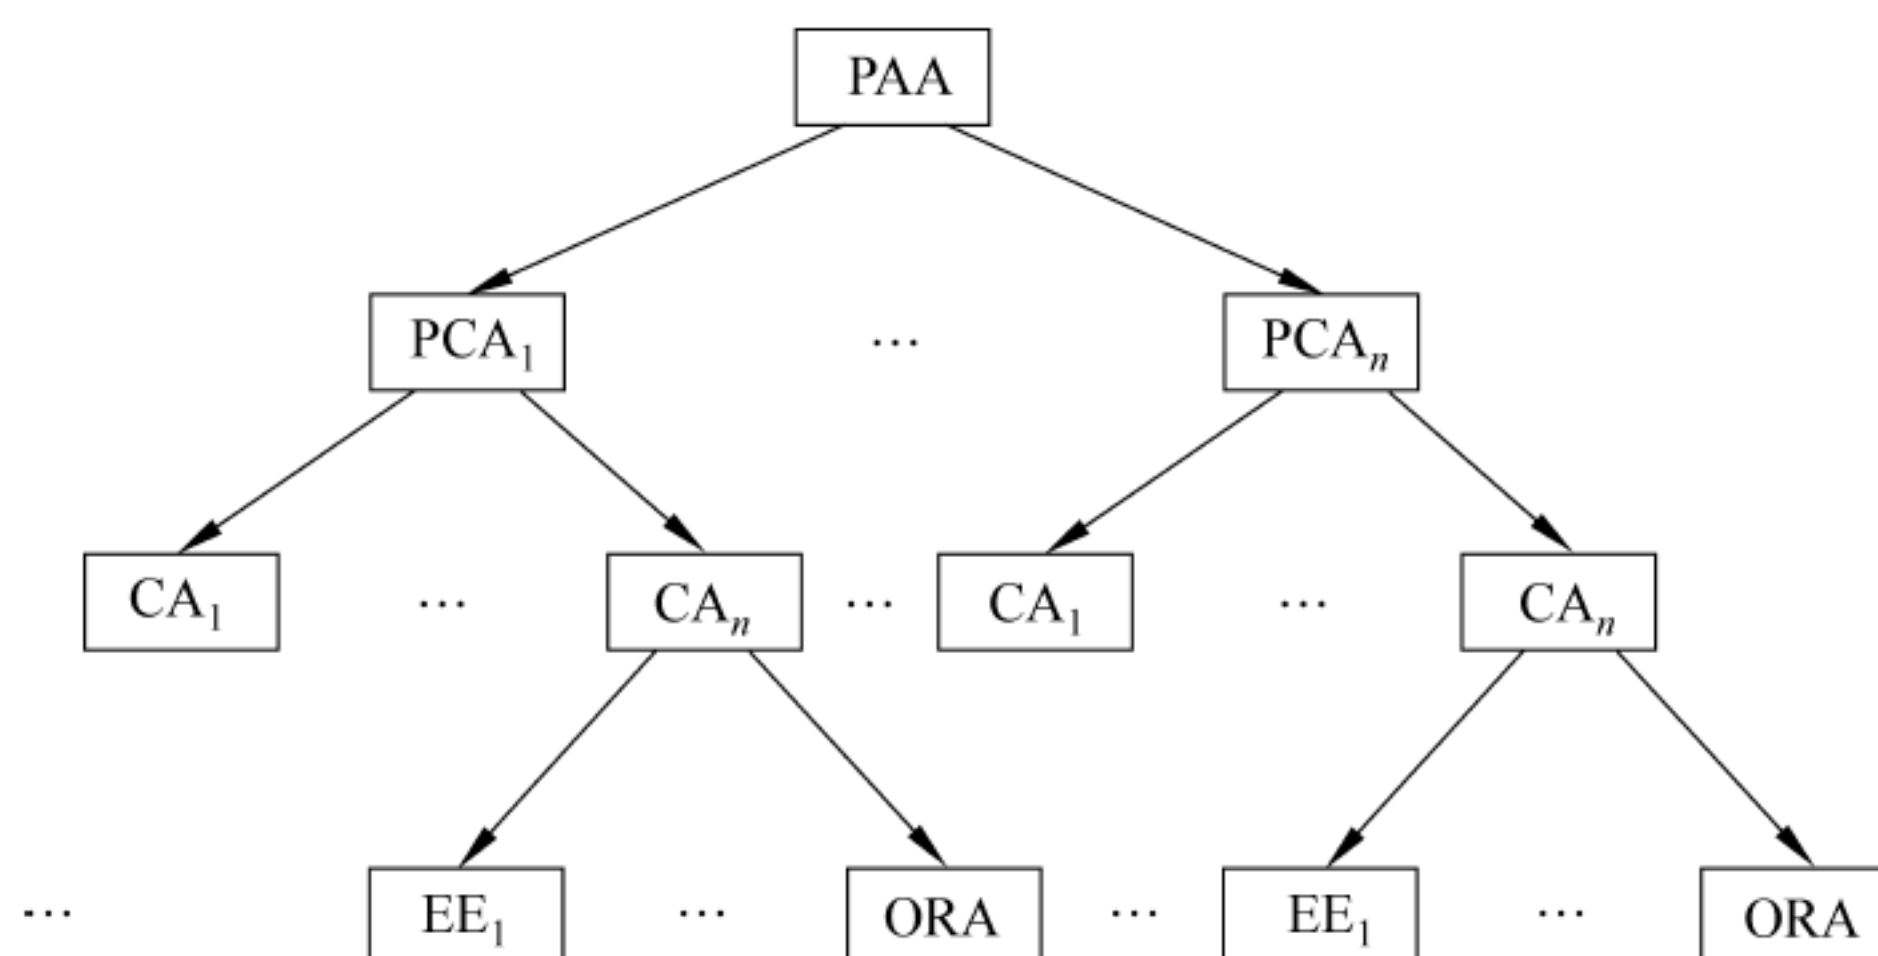 PAA
PCA₁ … PCAₙ
CA₁ … CAₙ … CA₁ … CAₙ
… EE₁ … ORA … EE₁ … ORA